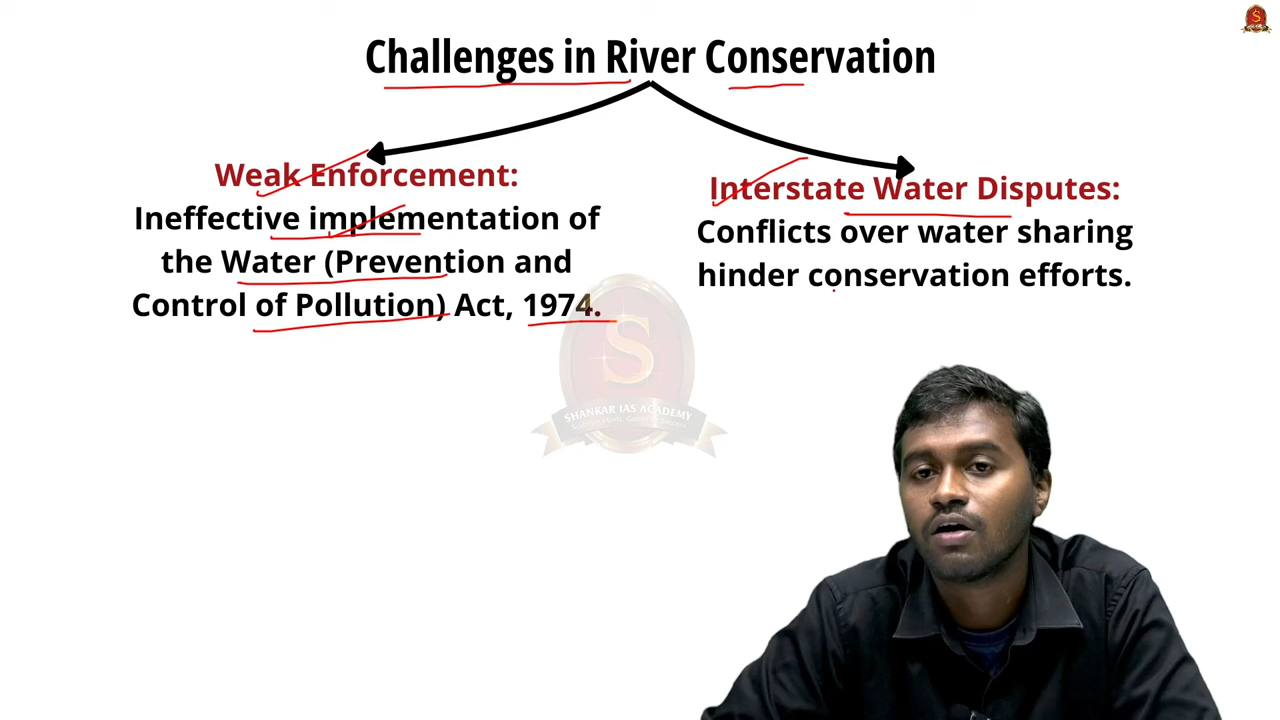 Challenges in River Conservation
Weak Enforcement:
Ineffective implementation of
the Water (Prevention and
Control of Pollution) Act, 1974.
Interstate Water Disputes:
Conflicts over water sharing
hinder conservation efforts.
S
SHANKAR IAS ACADEMY
S